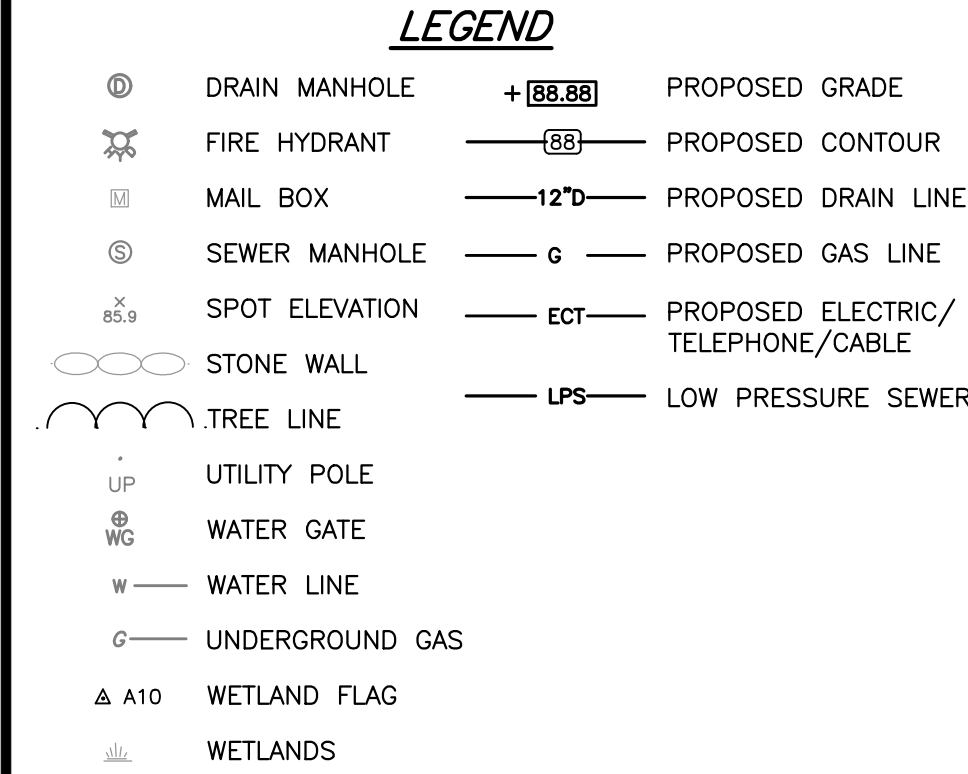 LEGEND
D DRAIN MANHOLE
FIRE HYDRANT
M MAIL BOX
S SEWER MANHOLE
× 85.9 SPOT ELEVATION
STONE WALL
TREE LINE
UP UTILITY POLE
WG WATER GATE
W WATER LINE
G UNDERGROUND GAS
A10 WETLAND FLAG
WETLANDS
+ 88.88 PROPOSED GRADE
88 PROPOSED CONTOUR
12"D PROPOSED DRAIN LINE
G PROPOSED GAS LINE
ECT PROPOSED ELECTRIC/
TELEPHONE/CABLE
LPS LOW PRESSURE SEWER